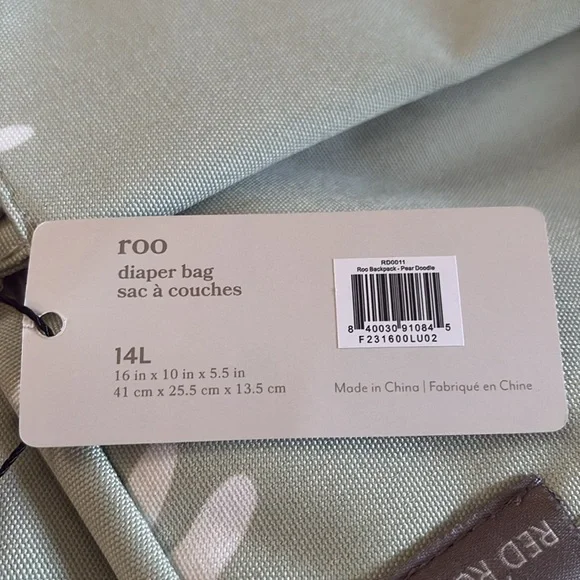 roo
diaper bag
sac à couches
14L
16 in x 10 in x 5.5 in
41 cm x 25.5 cm x 13.5 cm
RD0011
Roo Backpack - Pear Doodle
8 40030 91084 5
F231600LU02
Made in China | Fabriqué en Chine
RED